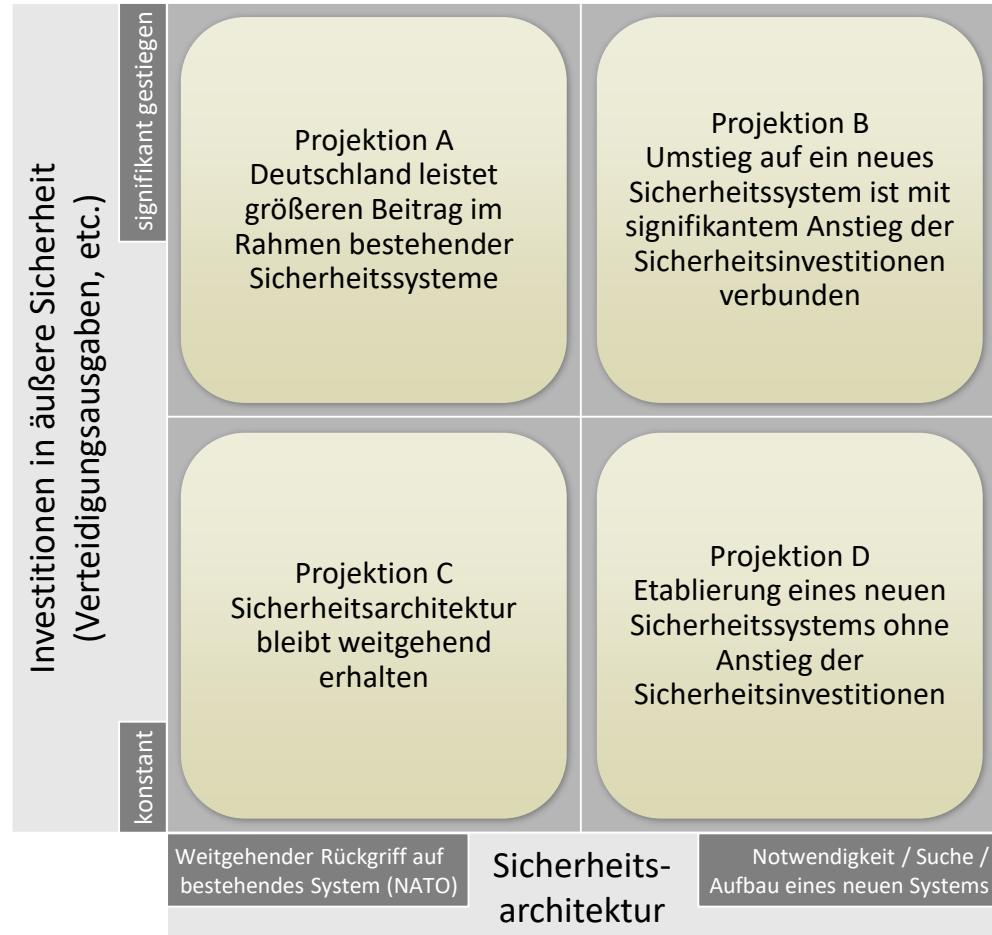 Investitionen in äußere Sicherheit
(Verteidigungsausgaben, etc.)
signifikant gestiegen
konstant
Projektion A
Deutschland leistet
größeren Beitrag im
Rahmen bestehender
Sicherheitssysteme
Projektion B
Umstieg auf ein neues
Sicherheitssystem ist mit
signifikantem Anstieg der
Sicherheitsinvestitionen
verbunden
Projektion C
Sicherheitsarchitektur
bleibt weitgehend
erhalten
Projektion D
Etablierung eines neuen
Sicherheitssystems ohne
Anstieg der
Sicherheitsinvestitionen
Weitgehender Rückgriff auf
bestehendes System (NATO)
Sicherheits-
architektur
Notwendigkeit / Suche /
Aufbau eines neuen Systems